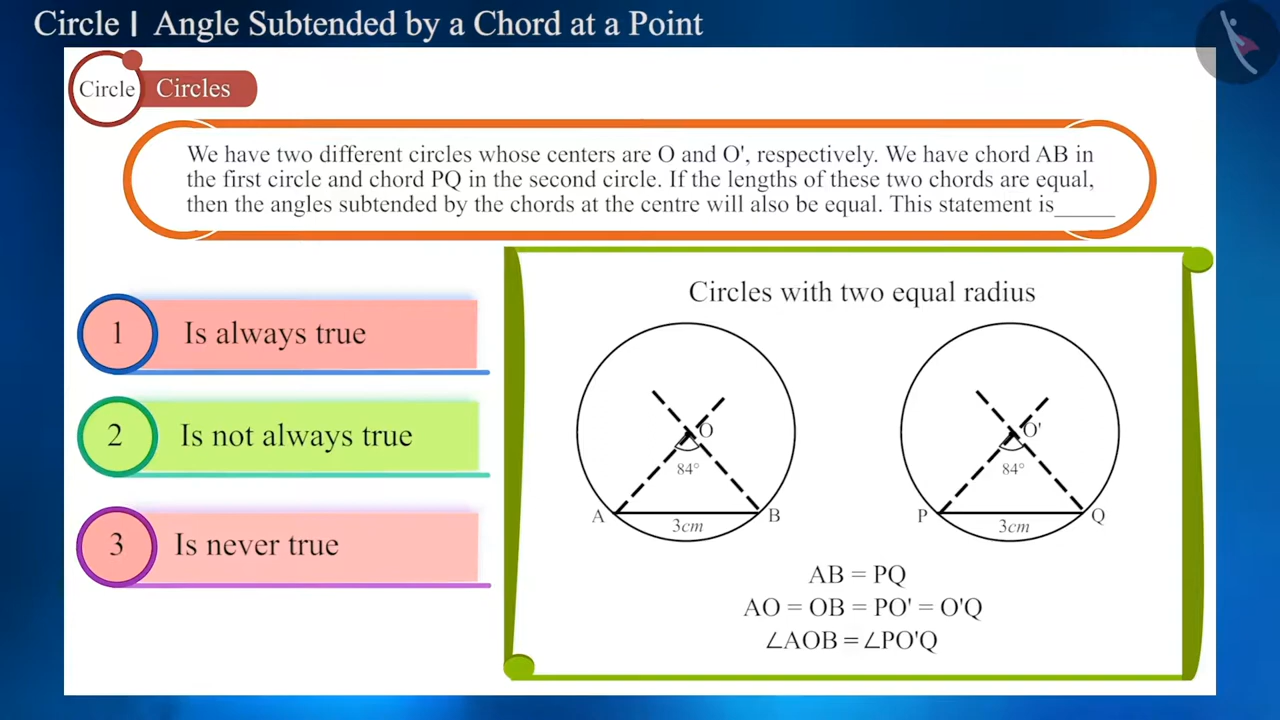 Circle | Angle Subtended by a Chord at a Point
Circle Circles
We have two different circles whose centers are O and O', respectively. We have chord AB in
the first circle and chord PQ in the second circle. If the lengths of these two chords are equal,
then the angles subtended by the chords at the centre will also be equal. This statement is_____
1 Is always true
2 Is not always true
3 Is never true
Circles with two equal radius
O
84°
A
B
3cm
O'
84°
P
Q
3cm
AB = PQ
AO = OB = PO' = O'Q
∠AOB = ∠PO'Q